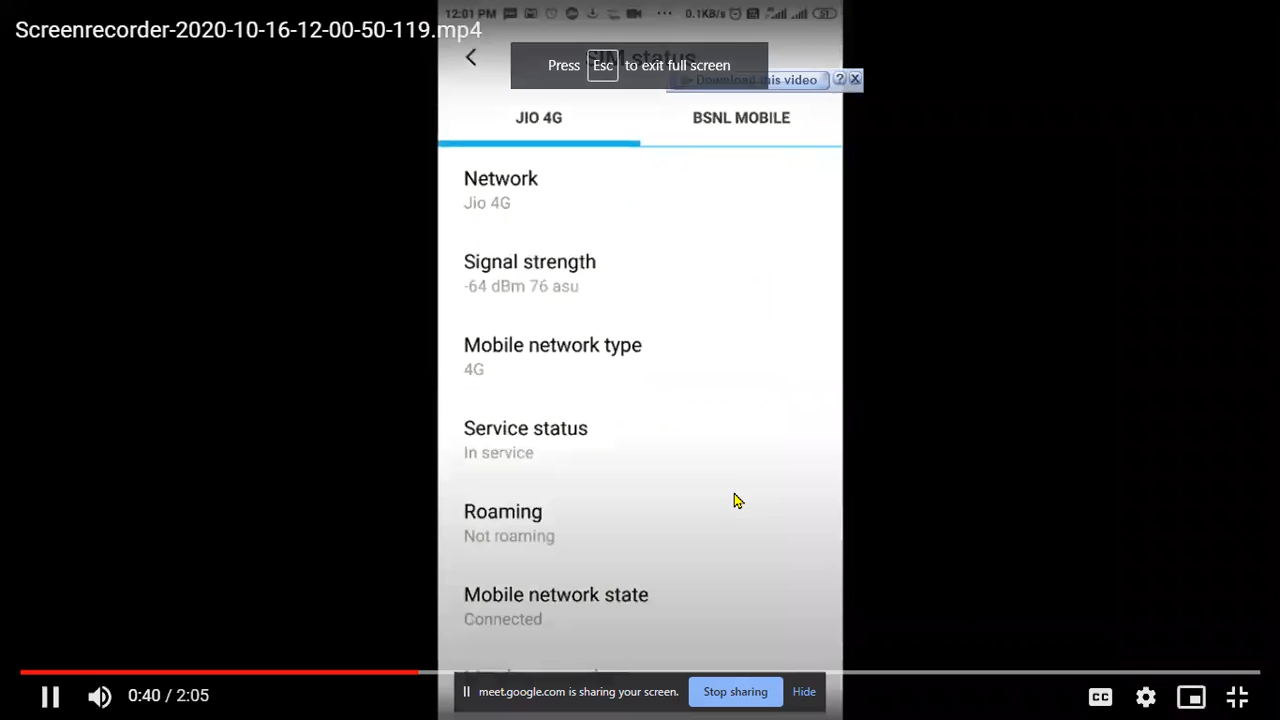 12:01 PM
0.1KB/s
51
Screenrecorder-2020-10-16-12-00-50-119.mp4
SIM status
Press Esc to exit full screen
Download this video ? X
JIO 4G
BSNL MOBILE
Network
Jio 4G
Signal strength
-64 dBm 76 asu
Mobile network type
4G
Service status
In service
Roaming
Not roaming
Mobile network state
Connected
meet.google.com is sharing your screen. Stop sharing Hide
0:40 / 2:05
CC